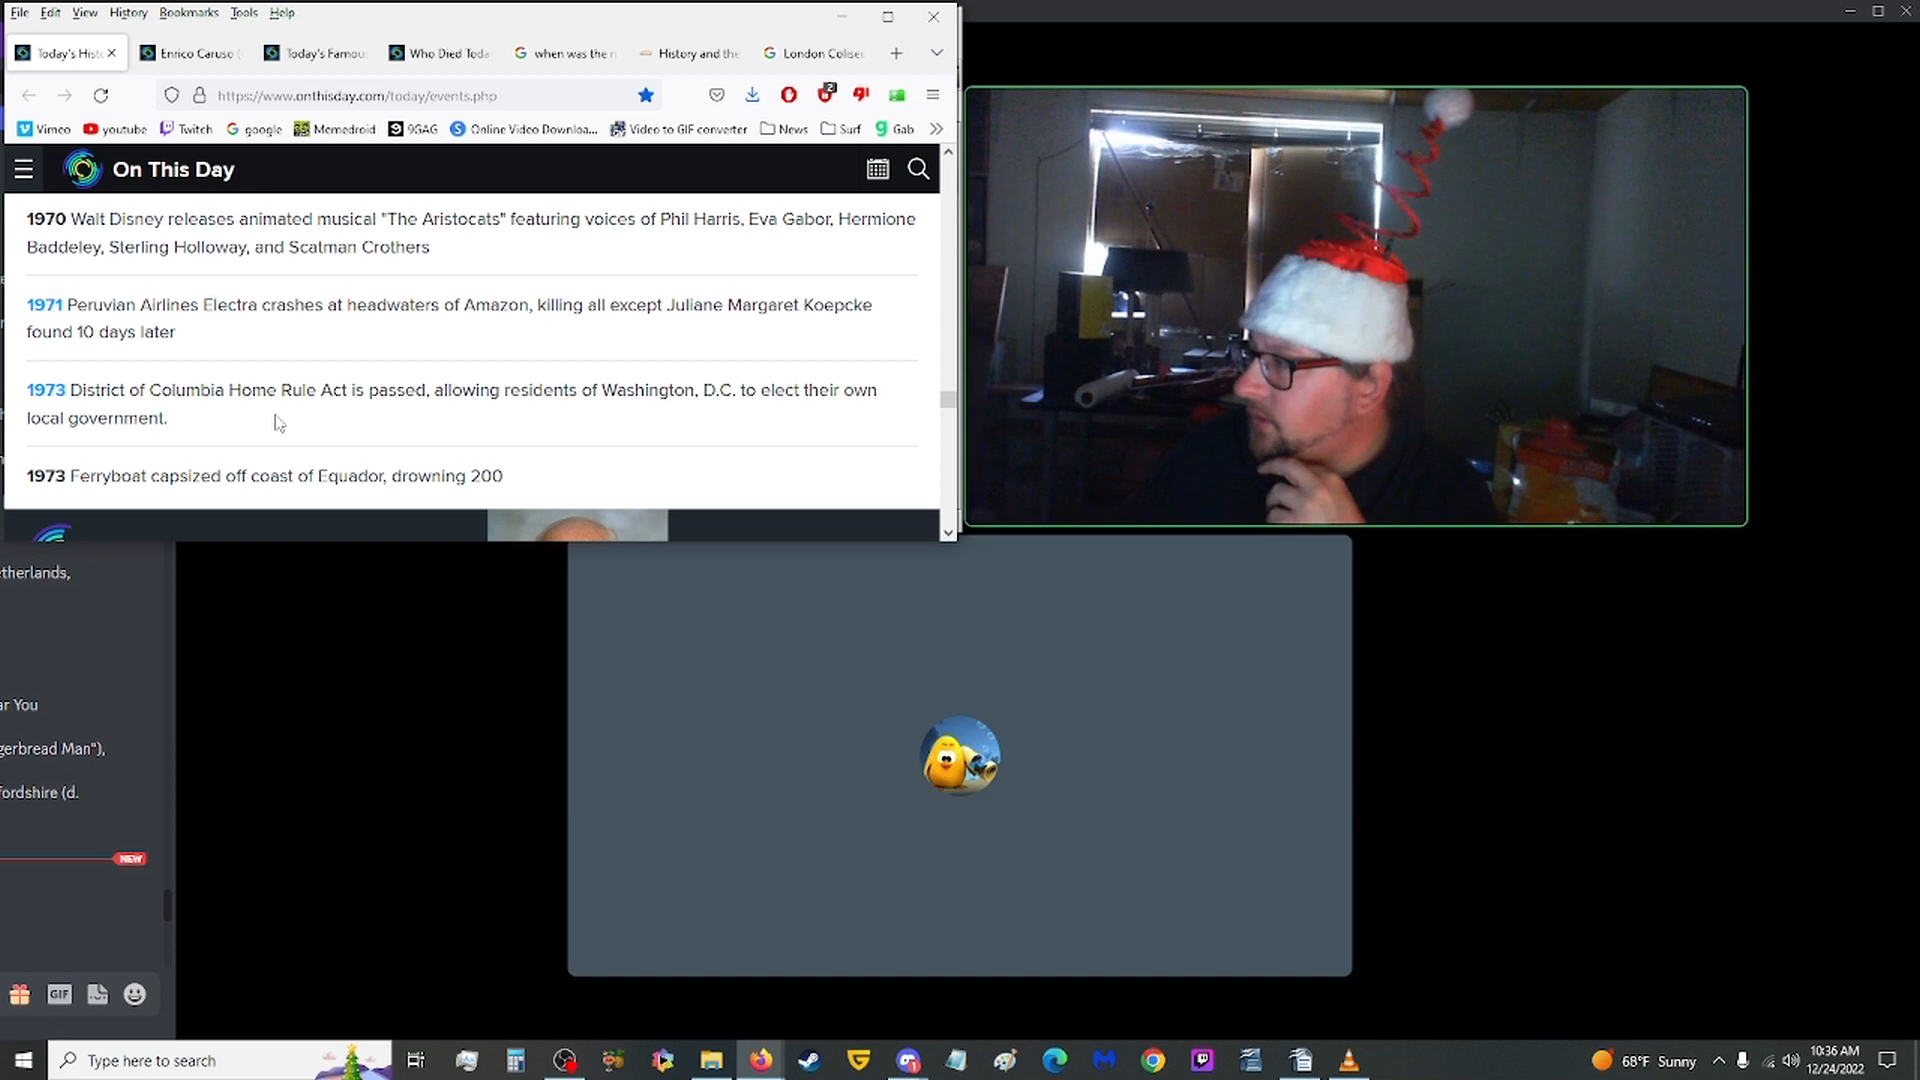 File Edit View History Bookmarks Tools Help
Today's Hist
Enrico Caruso (
Today's Famou
Who Died Toda
when was the n
History and the
London Coliseu
https://www.onthisday.com/today/events.php
2
Vimeo youtube Twitch google Memedroid 9GAG Online Video Downloa... Video to GIF converter News Surf Gab
On This Day
1970 Walt Disney releases animated musical "The Aristocats" featuring voices of Phil Harris, Eva Gabor, Hermione
Baddeley, Sterling Holloway, and Scatman Crothers
1971 Peruvian Airlines Electra crashes at headwaters of Amazon, killing all except Juliane Margaret Koepcke
found 10 days later
1973 District of Columbia Home Rule Act is passed, allowing residents of Washington, D.C. to elect their own
local government.
1973 Ferryboat capsized off coast of Equador, drowning 200
etherlands,
ar You
gerbread Man"),
fordshire (d.
NEW
GIF
Type here to search
68°F Sunny
10:36 AM
12/24/2022